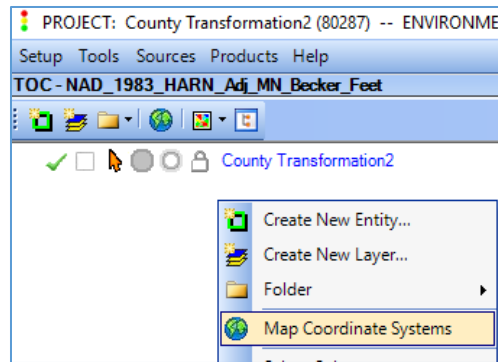 PROJECT: County Transformation2 (80287) -- ENVIRONME
Setup Tools Sources Products Help
TOC - NAD_1983_HARN_Adj_MN_Becker_Feet
County Transformation2
Create New Entity...
Create New Layer...
Folder
Map Coordinate Systems